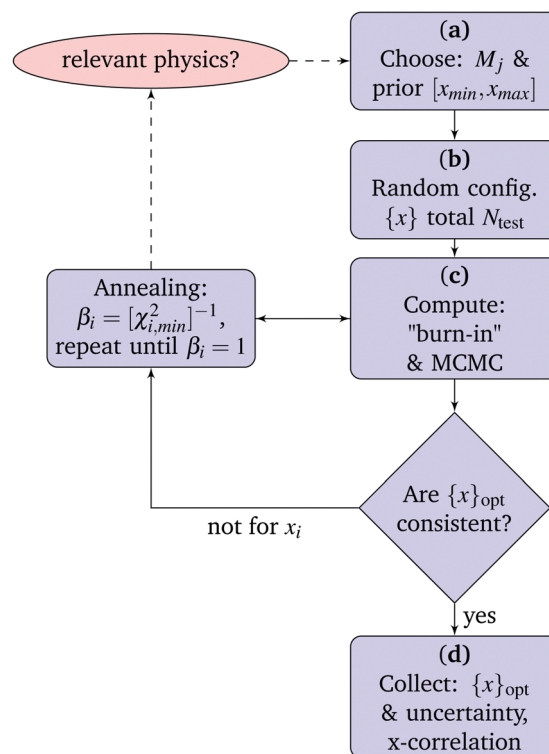 relevant physics?
(a)
Choose: M_j &
prior [x_min, x_max]
(b)
Random config.
{x} total N_test
Annealing:
β_i = [χ²_{i,min}]⁻¹,
repeat until β_i = 1
(c)
Compute:
"burn-in"
& MCMC
Are {x}_opt
consistent?
not for x_i
yes
(d)
Collect: {x}_opt
& uncertainty,
x-correlation